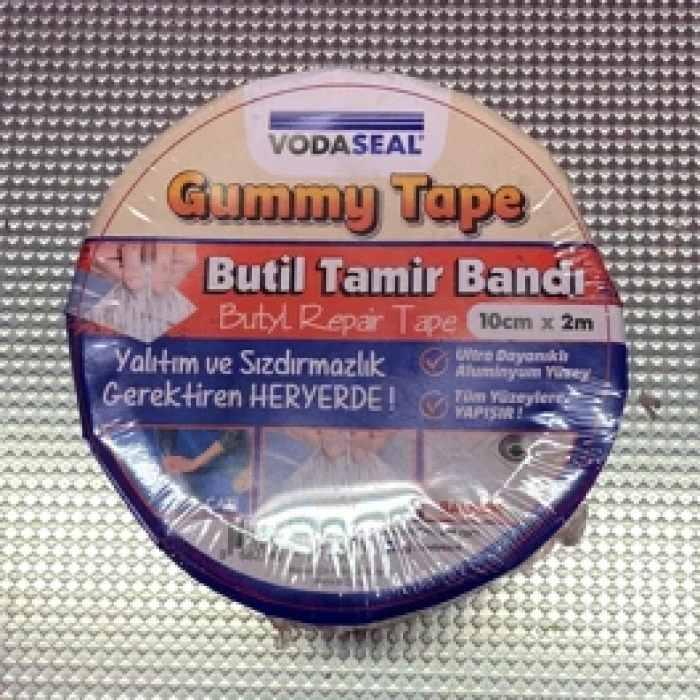 VODASEAL
Gummy Tape
Butil Tamir Bandı
Butyl Repair Tape 10cm x 2m
Yalıtım ve Sızdırmazlık
Gerektiren HERYERDE !
Ultra Dayanıklı
Aluminyum Yüzey
Tüm Yüzeylere
YAPIŞIR !